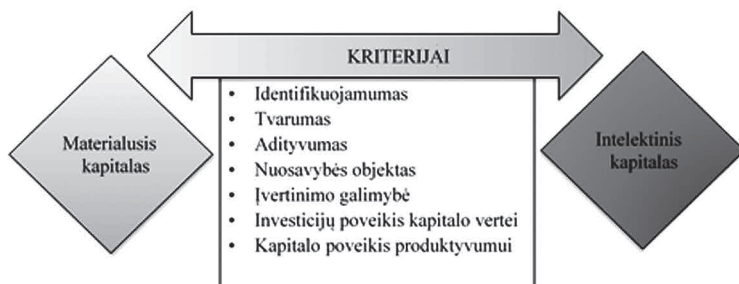 KRITERIJAI
Materialusis
kapitalas
• Identifikuojamumas
• Tvarumas
• Adityvumas
• Nuosavybės objektas
• Įvertinimo galimybė
• Investicijų poveikis kapitalo vertei
• Kapitalo poveikis produktyvumui
Intelektinis
kapitalas